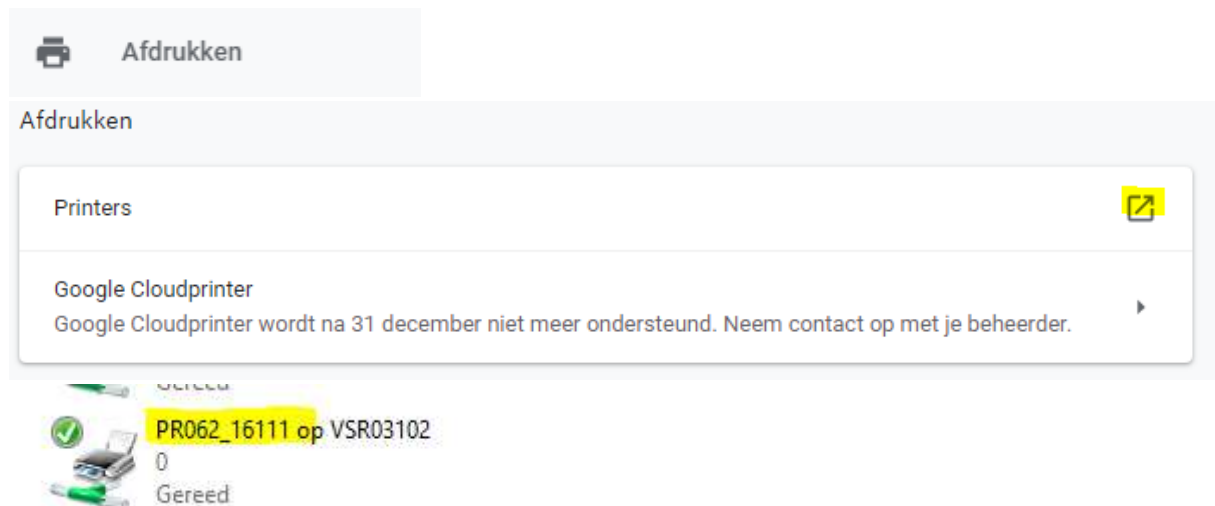 Afdrukken
Afdrukken
Printers
Google Cloudprinter
Google Cloudprinter wordt na 31 december niet meer ondersteund. Neem contact op met je beheerder.
Gereed
PR062_16111 op VSR03102
0
Gereed